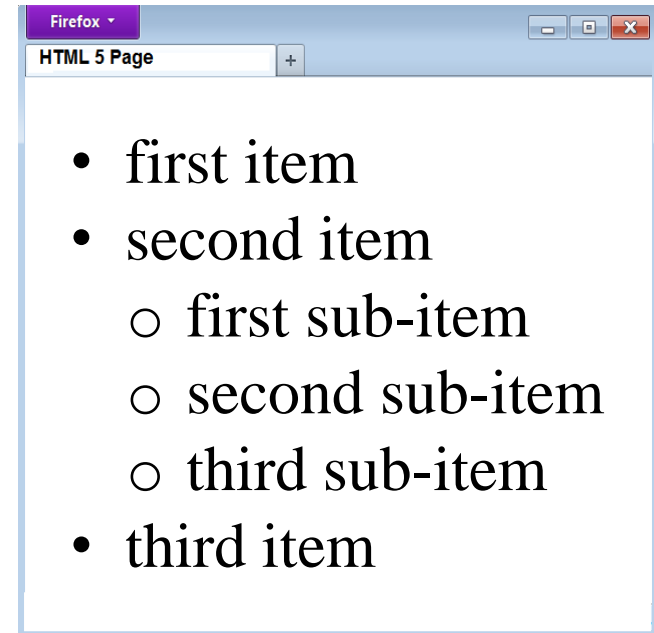 Firefox
HTML 5 Page
+
• first item
• second item
o first sub-item
o second sub-item
o third sub-item
• third item